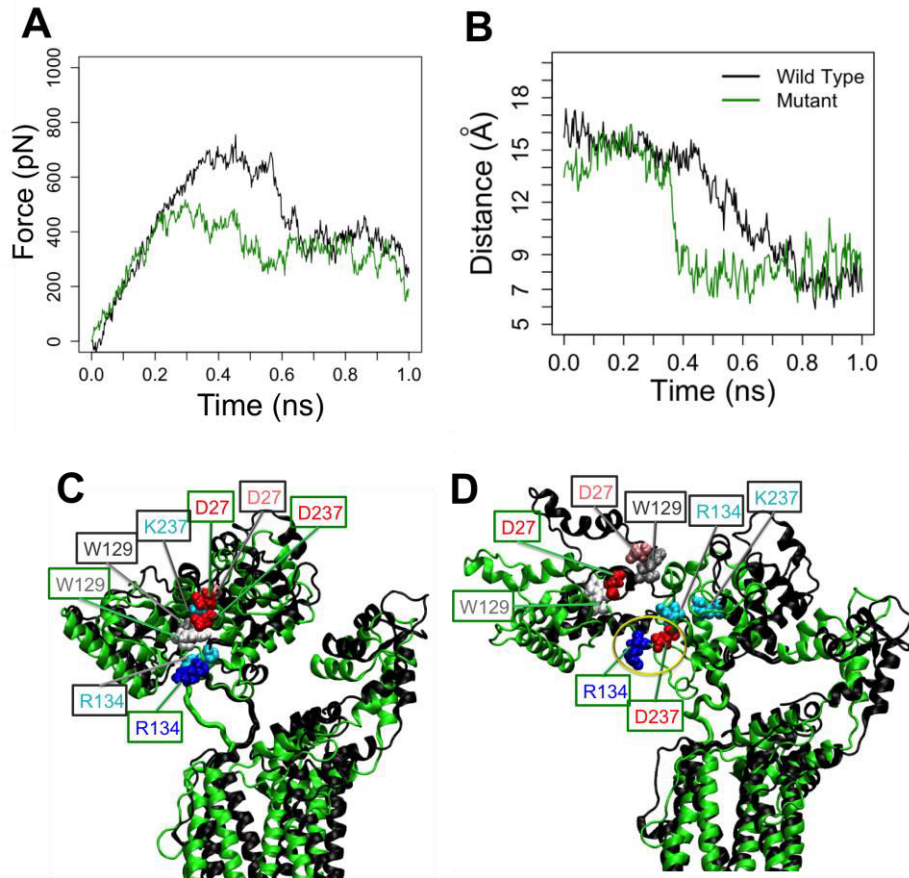 A
Force (pN)
1000
800
600
400
200
0
0.0 0.2 0.4 0.6 0.8 1.0
Time (ns)
B
Distance (Å)
18
15
12
9
7
5
Wild Type
Mutant
0.0 0.2 0.4 0.6 0.8 1.0
Time (ns)
C
D27 D27
K237 D237
W129
W129
R134
R134
D
D27 K237
W129 R134
D27
W129
R134
D237